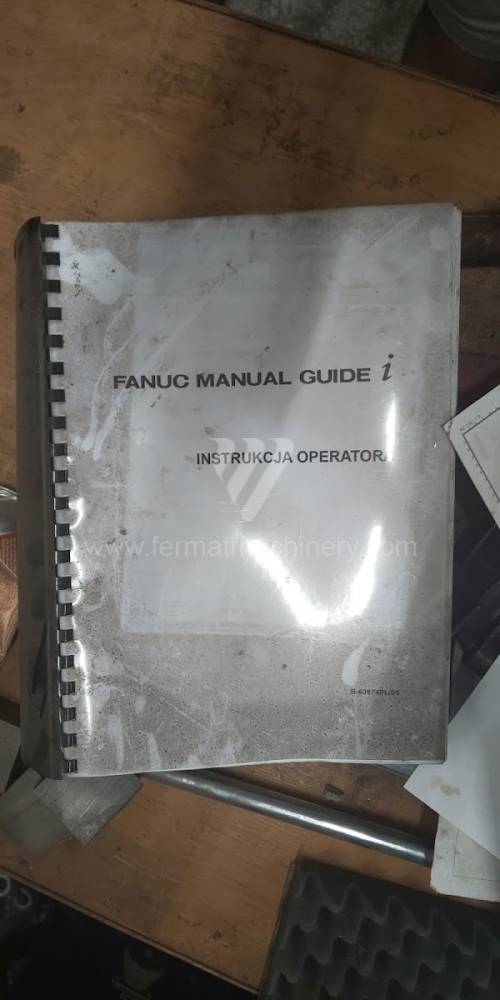 FANUC MANUAL GUIDE i
INSTRUKCJA OPERATORA
www.fermatmachinery.com